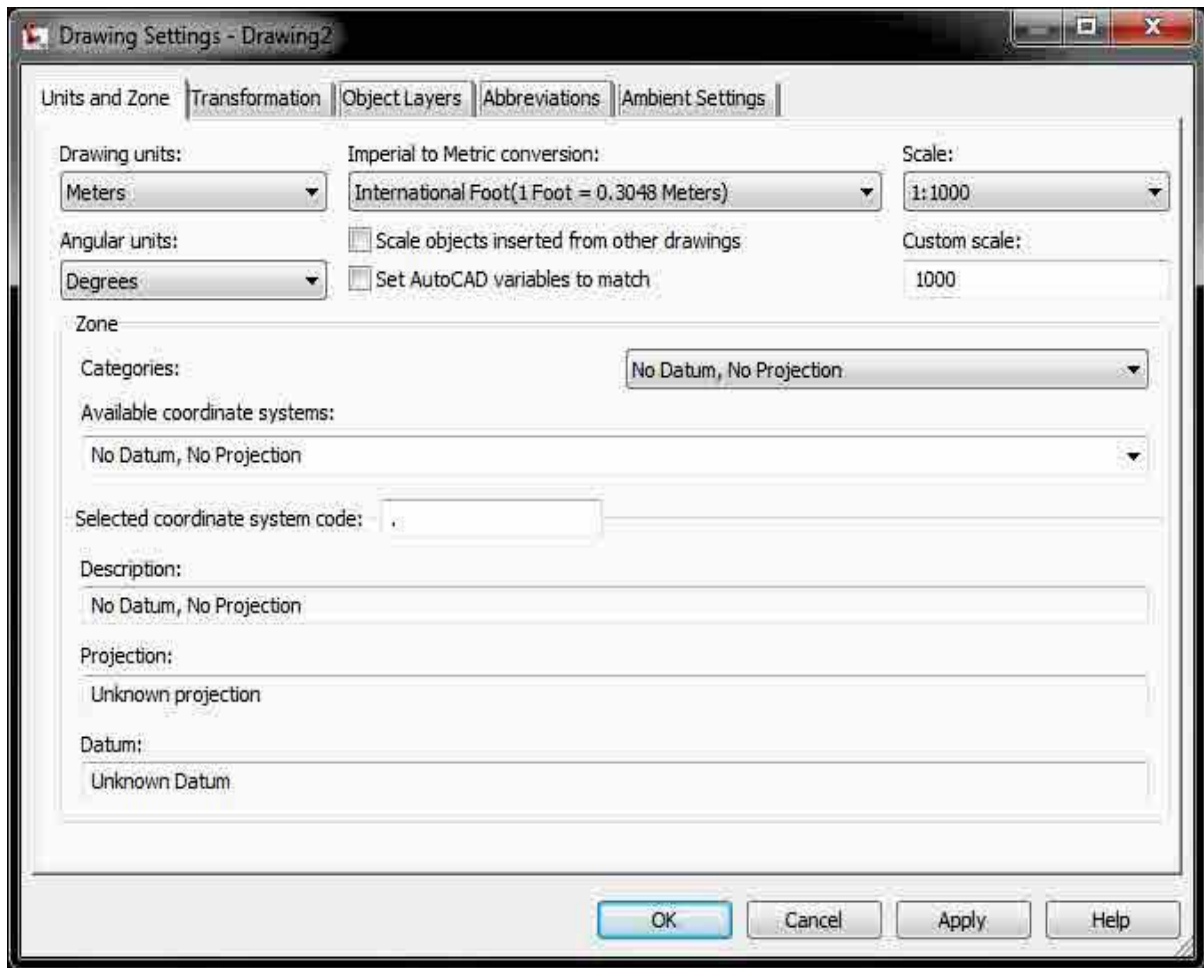 Drawing Settings - Drawing2
Units and Zone Transformation Object Layers Abbreviations Ambient Settings
Drawing units: Imperial to Metric conversion: Scale:
Meters International Foot(1 Foot = 0.3048 Meters) 1:1000
Angular units: Scale objects inserted from other drawings Custom scale:
Degrees Set AutoCAD variables to match 1000
Zone
Categories: No Datum, No Projection
Available coordinate systems:
No Datum, No Projection
Selected coordinate system code: .
Description:
No Datum, No Projection
Projection:
Unknown projection
Datum:
Unknown Datum
OK Cancel Apply Help